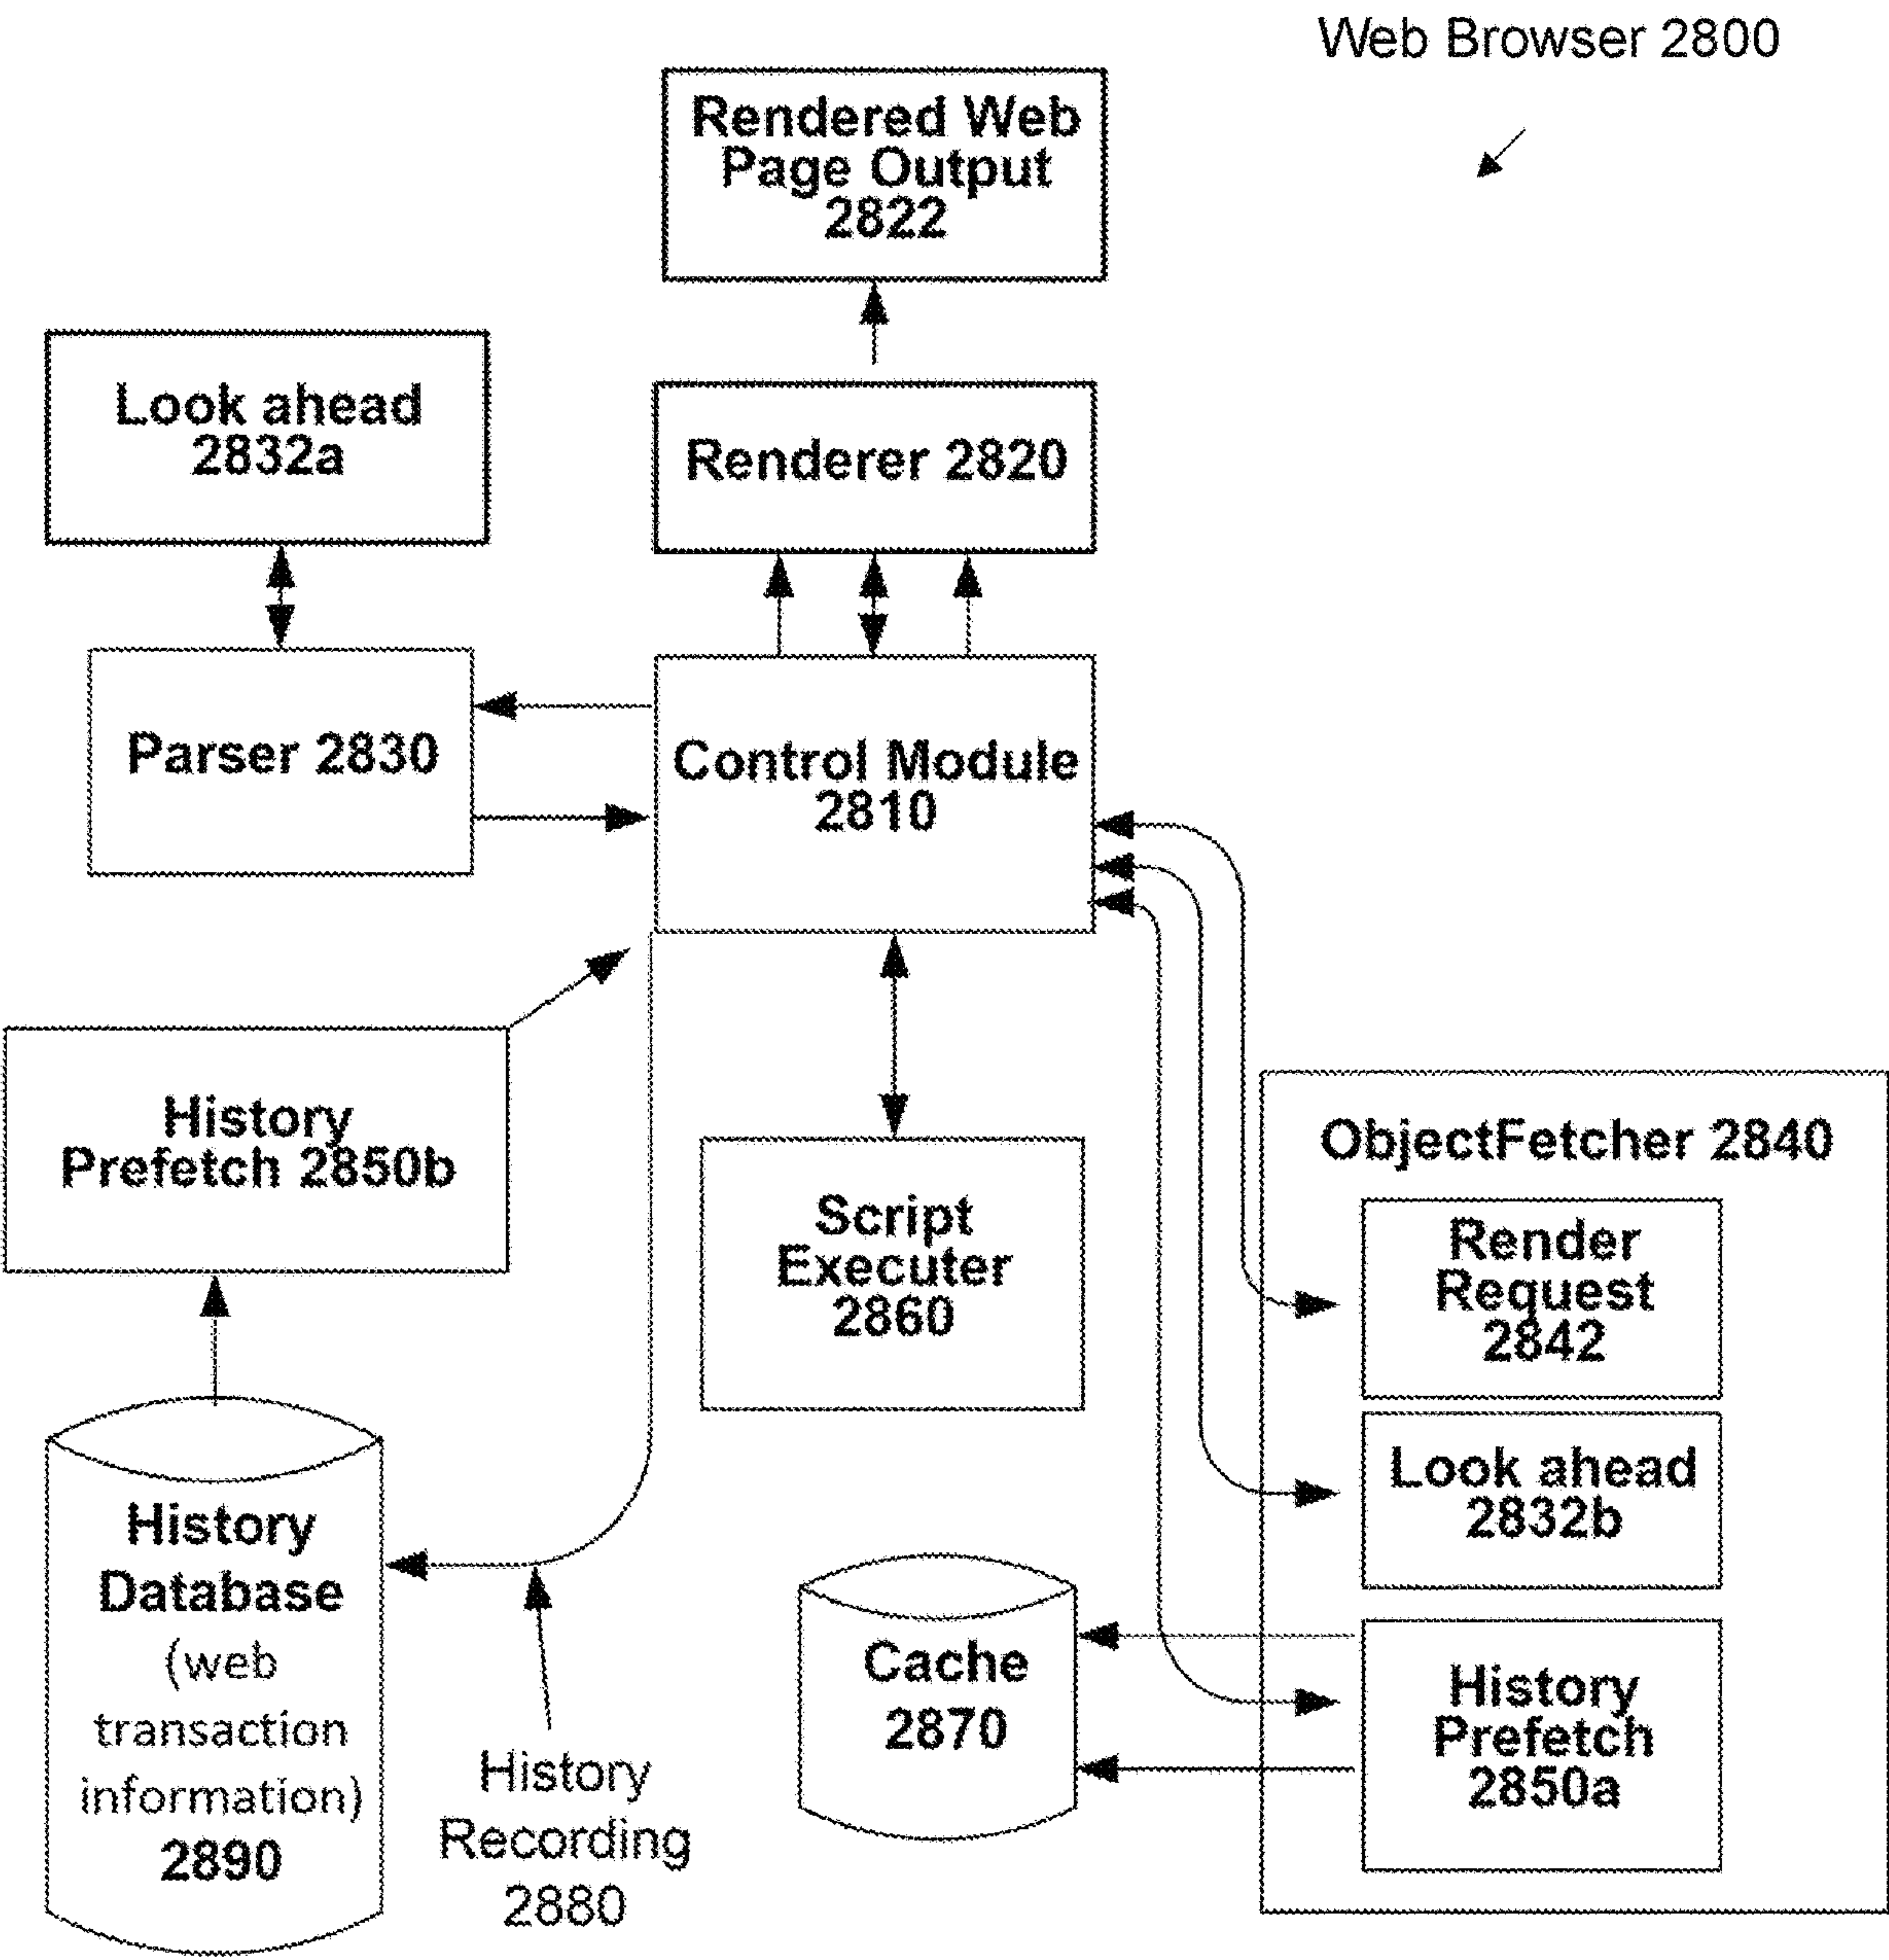 Web Browser 2800
Rendered Web
Page Output
2822
Look ahead
2832a
Renderer 2820
Parser 2830
Control Module
2810
History
Prefetch 2850b
Script
Executer
2860
ObjectFetcher 2840
Render
Request
2842
Look ahead
2832b
History
Prefetch
2850a
History
Database
(web
transaction
information)
2890
History
Recording
2880
Cache
2870